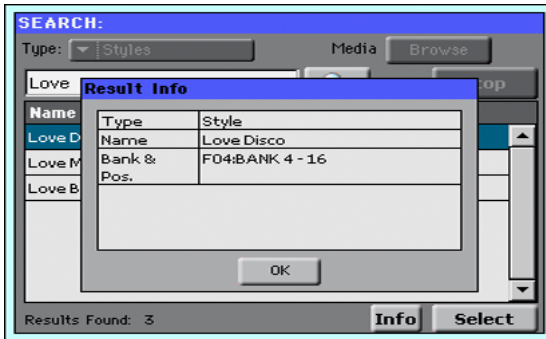 SEARCH:
Type: Styles Media Browse
Love
Result Info
Name
Type Style
Love D
Name Love Disco
Love M
Bank & F04:BANK 4 - 16
Pos.
Love B
OK
Results Found: 3 Info Select